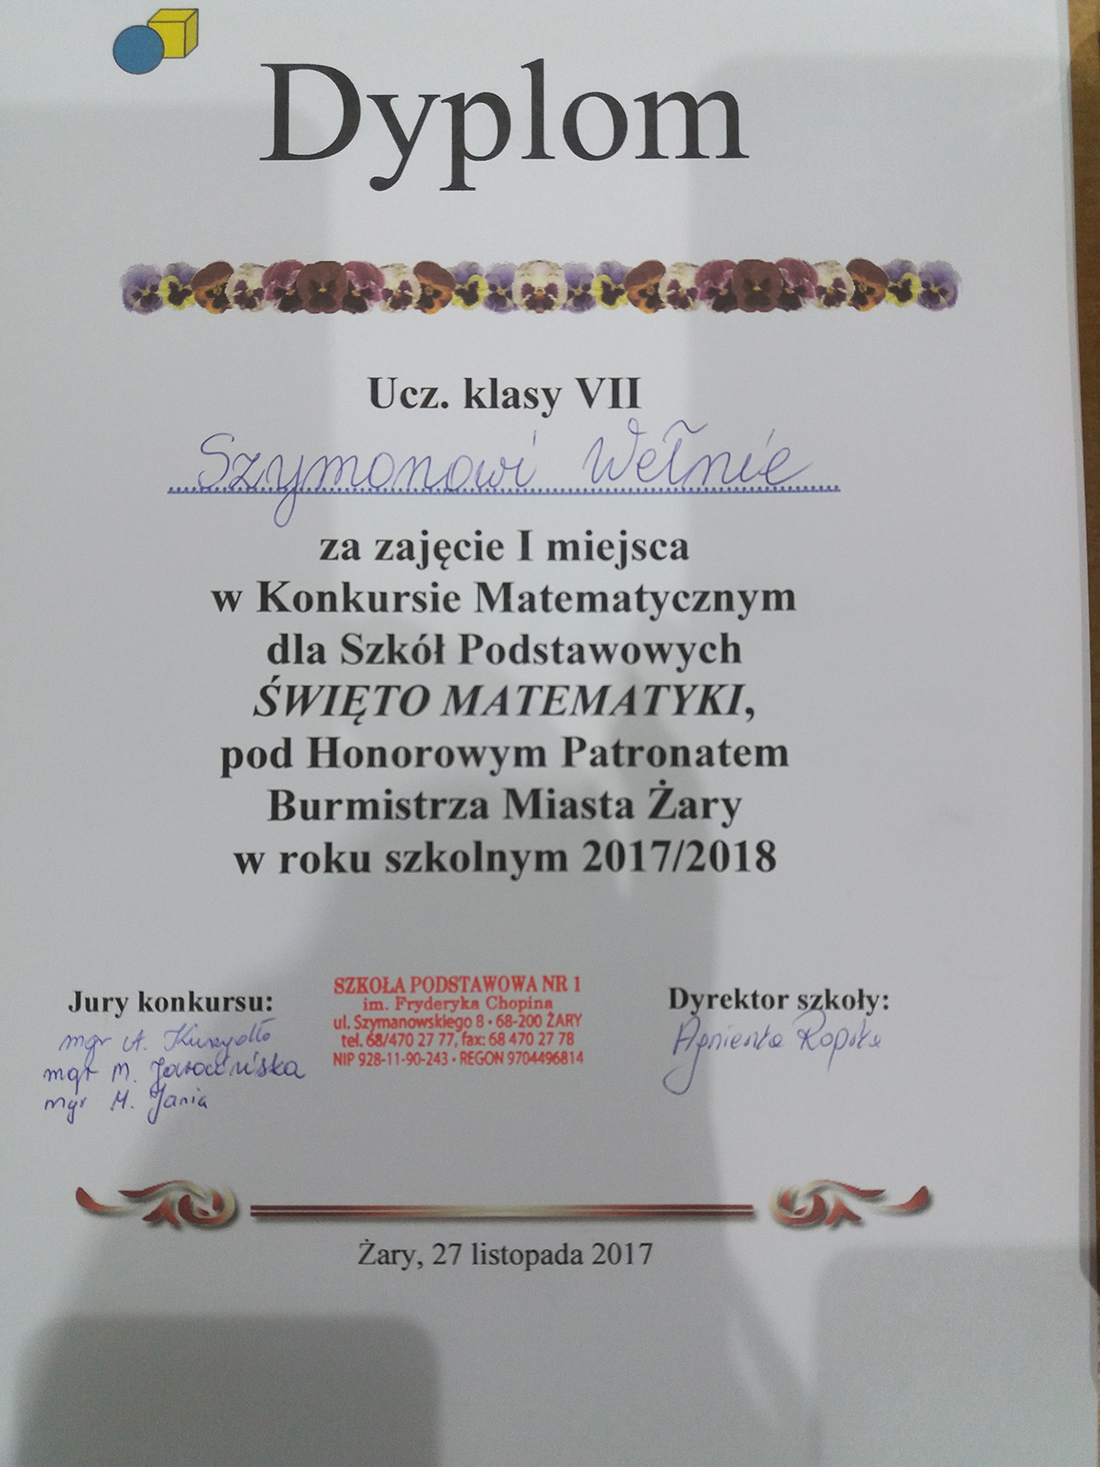 Dyplom
Ucz. klasy VII
Szymonowi Wełnie
za zajęcie I miejsca
w Konkursie Matematycznym
dla Szkół Podstawowych
ŚWIĘTO MATEMATYKI,
pod Honorowym Patronatem
Burmistrza Miasta Żary
w roku szkolnym 2017/2018
Jury konkursu:
mgr A.
mgr M.
mgr M. Jania
SZKOŁA PODSTAWOWA NR 1
im. Fryderyka Chopina
ul. Szymanowskiego 8 • 68-200 ŻARY
tel. 68/470 27 77, fax: 68 470 27 78
NIP 928-11-90-243 • REGON 9704496814
Dyrektor szkoły:
Żary, 27 listopada 2017